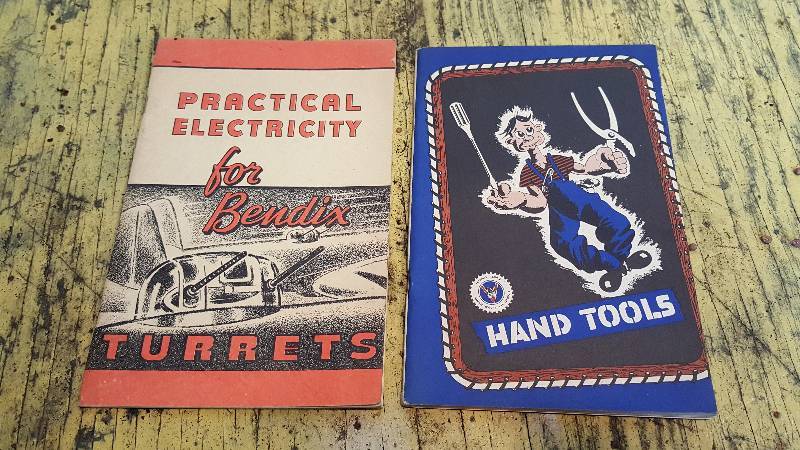 PRACTICAL
ELECTRICITY
for
Bendix
TURRETS
HAND TOOLS